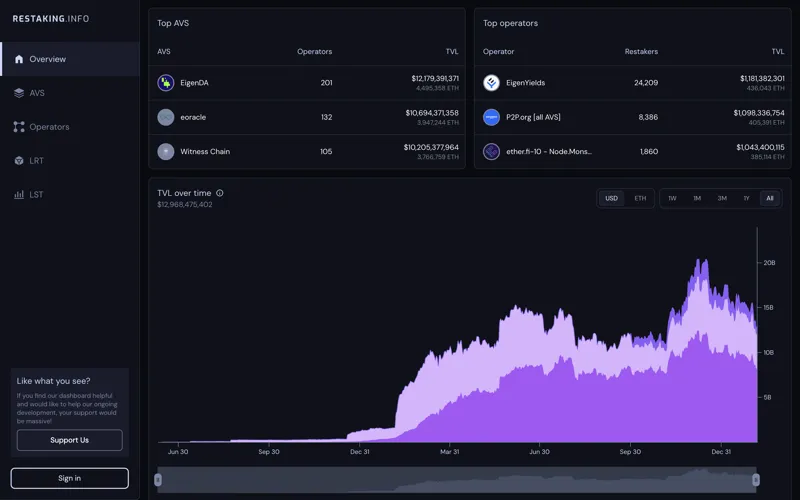 RESTAKING.INFO
Overview
AVS
Operators
LRT
LST
Like what you see?
If you find our dashboard helpful
and would like to help our ongoing
development, your support would
be massive!
Support Us
Sign in
Top AVS
AVS Operators TVL
EigenDA 201 $12,179,391,371
4,495,358 ETH
eoracle 132 $10,694,371,358
3,947,244 ETH
Witness Chain 105 $10,205,377,964
3,766,759 ETH
Top operators
Operator Restakers TVL
EigenYields 24,209 $1,181,382,301
436,043 ETH
P2P.org [all AVS] 8,386 $1,098,336,754
405,391 ETH
ether.fi-10 - Node.Mons... 1,860 $1,043,400,115
385,114 ETH
TVL over time
$12,968,475,402
USD ETH 1W 1M 3M 1Y All
20B
15B
10B
5B
Jun 30 Sep 30 Dec 31 Mar 31 Jun 30 Sep 30 Dec 31